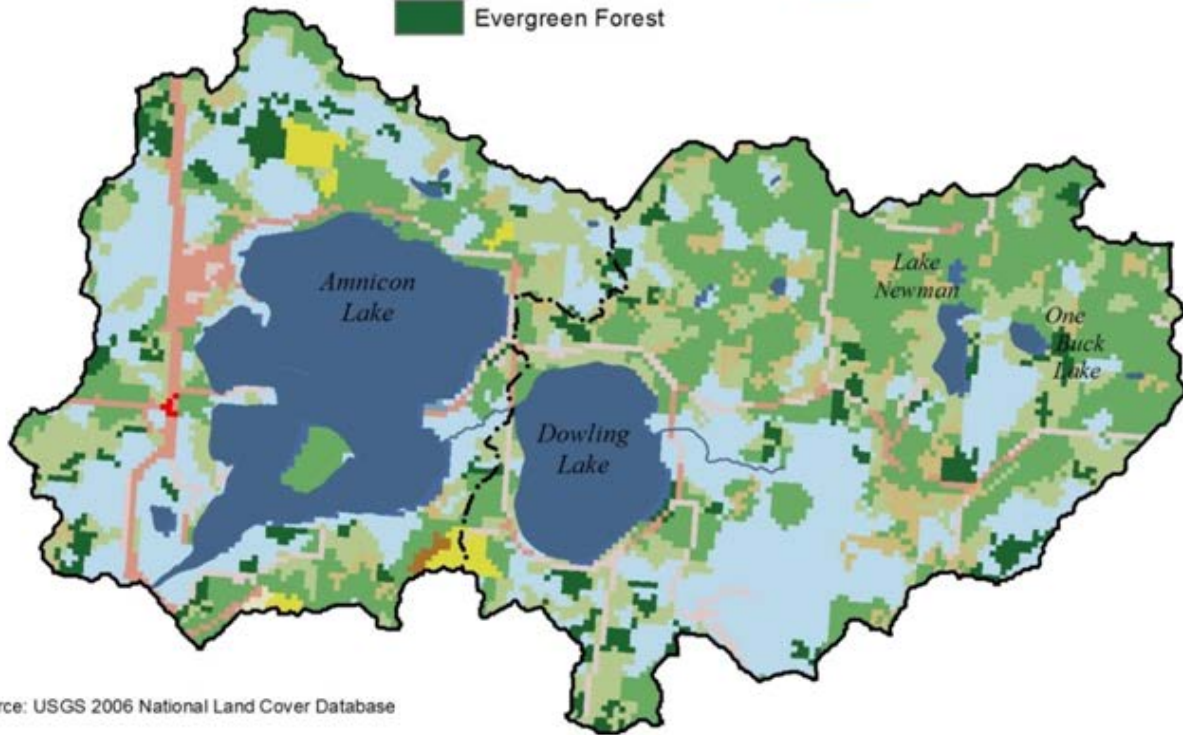 Evergreen Forest
Amnicon
Lake
Lake
Newman
One
Buck
Lake
Dowling
Lake
rce: USGS 2006 National Land Cover Database